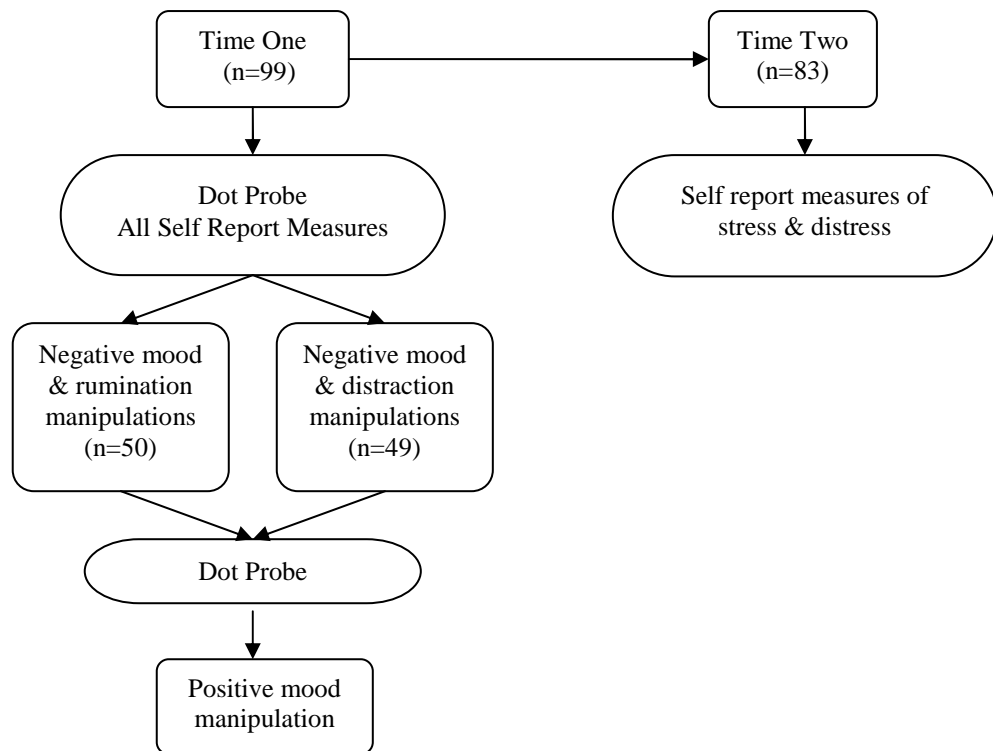 Time One
(n=99)
Time Two
(n=83)
Dot Probe
All Self Report Measures
Self report measures of
stress & distress
Negative mood
& rumination
manipulations
(n=50)
Negative mood
& distraction
manipulations
(n=49)
Dot Probe
Positive mood
manipulation